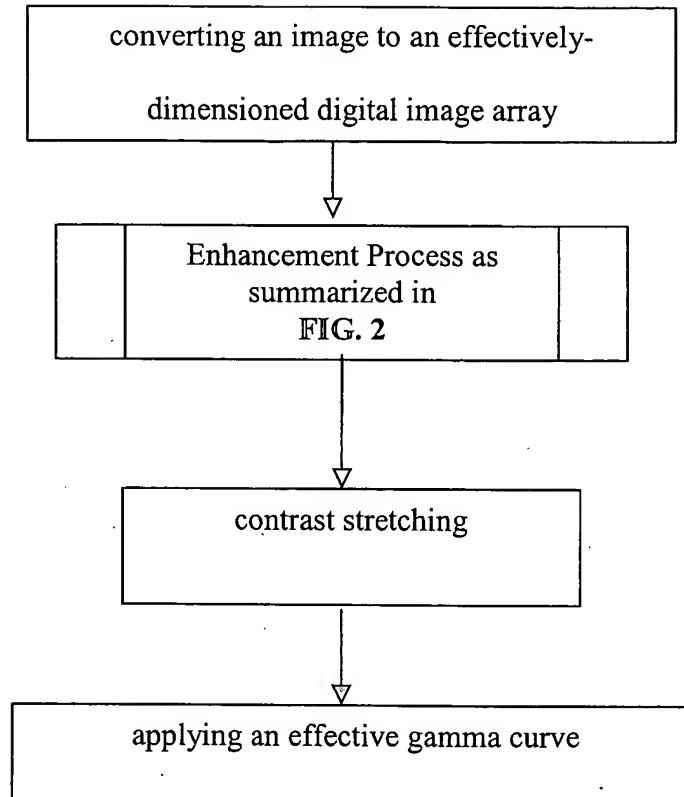 converting an image to an effectively-
dimensioned digital image array
Enhancement Process as
summarized in
FIG. 2
contrast stretching
applying an effective gamma curve